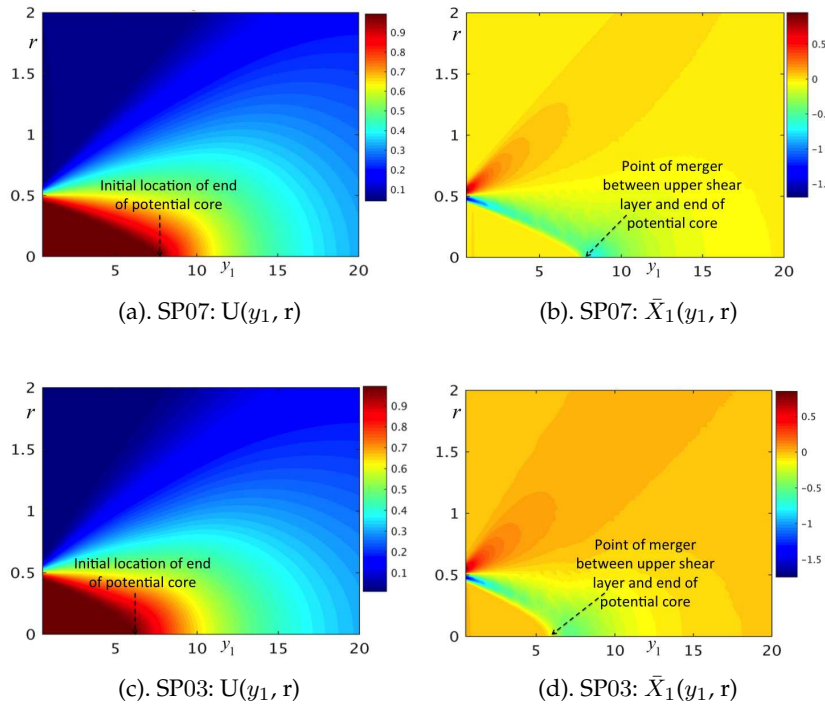 2
r
1.5
1
0.5
0
5
10
15
20
y₁
Initial location of end
of potential core
0.9
0.8
0.7
0.6
0.5
0.4
0.3
0.2
0.1
(a). SP07: U(y₁, r)
2
r
1.5
1
0.5
0
5
10
15
20
y₁
Point of merger
between upper shear
layer and end of
potential core
0.5
0
−0.5
−1
(b). SP07: X̄₁(y₁, r)
2
r
1.5
1
0.5
0
5
10
15
20
y₁
Initial location of end
of potential core
0.9
0.8
0.7
0.6
0.5
0.4
0.3
0.2
0.1
(c). SP03: U(y₁, r)
2
r
1.5
1
0.5
0
5
10
15
20
y₁
Point of merger
between upper shear
layer and end of
potential core
0.5
0
−0.5
−1
−1.5
(d). SP03: X̄₁(y₁, r)